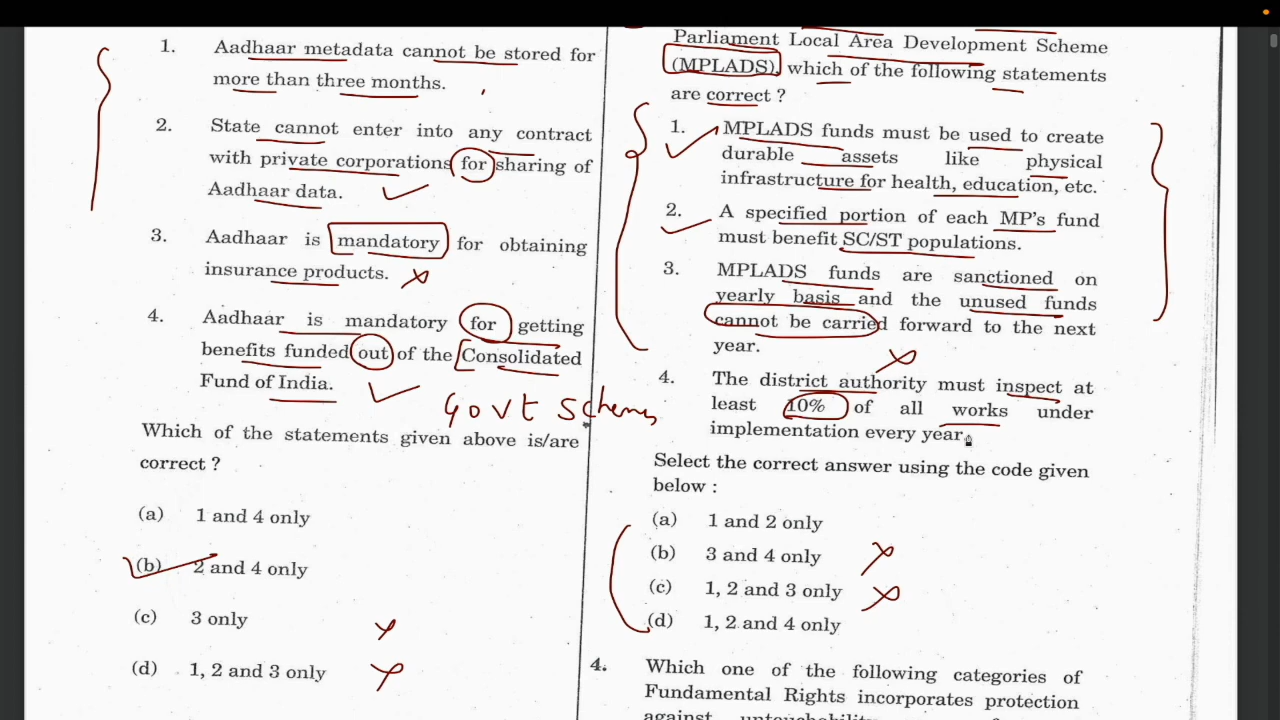 1. Aadhaar metadata cannot be stored for
more than three months.
2. State cannot enter into any contract
with private corporations for sharing of
Aadhaar data.
3. Aadhaar is mandatory for obtaining
insurance products.
4. Aadhaar is mandatory for getting
benefits funded out of the Consolidated
Fund of India.
Govt Schemes
Which of the statements given above is/are
correct ?
(a) 1 and 4 only
(b) 2 and 4 only
(c) 3 only
(d) 1, 2 and 3 only
Parliament Local Area Development Scheme
(MPLADS), which of the following statements
are correct ?
1. MPLADS funds must be used to create
durable assets like physical
infrastructure for health, education, etc.
2. A specified portion of each MP's fund
must benefit SC/ST populations.
3. MPLADS funds are sanctioned on
yearly basis and the unused funds
cannot be carried forward to the next
year.
4. The district authority must inspect at
least 10% of all works under
implementation every year.
Select the correct answer using the code given
below :
(a) 1 and 2 only
(b) 3 and 4 only
(c) 1, 2 and 3 only
(d) 1, 2 and 4 only
4. Which one of the following categories of
Fundamental Rights incorporates protection
against untouchability